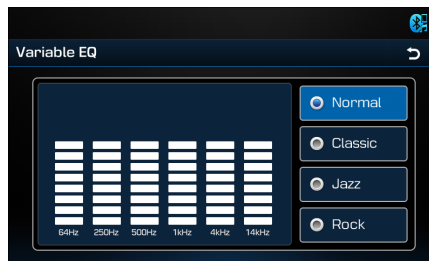 Variable EQ
Normal
Classic
Jazz
Rock
64Hz 250Hz 500Hz 1kHz 4kHz 14kHz